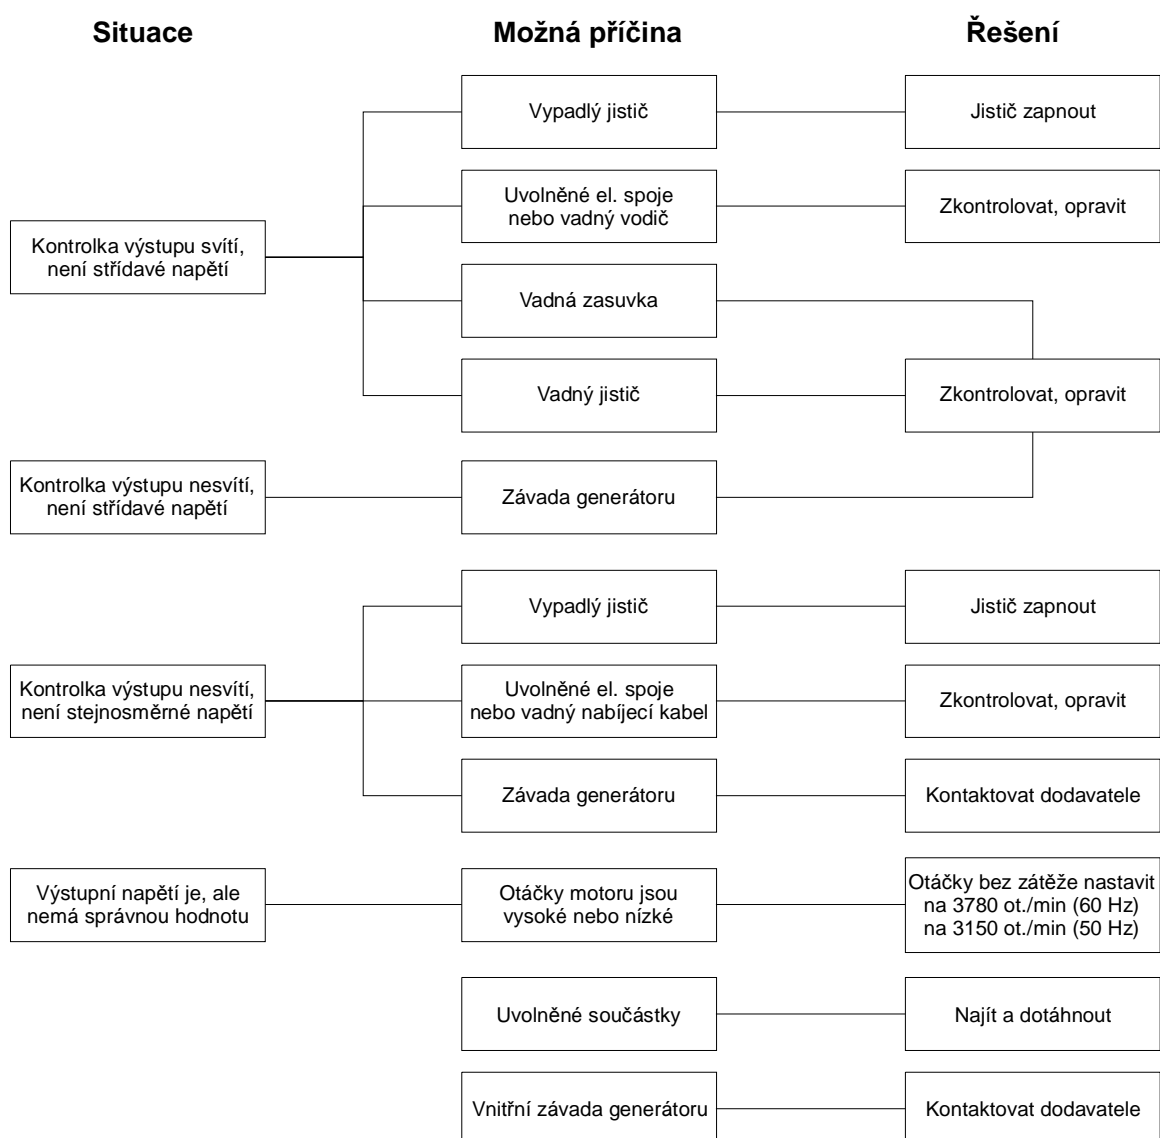 Situace
Možná příčina
Řešení
Vypadlý jistič
Jistič zapnout
Uvolněné el. spoje
nebo vadný vodič
Zkontrolovat, opravit
Kontrolka výstupu svítí,
není střídavé napětí
Vadná zasuvka
Vadný jistič
Zkontrolovat, opravit
Kontrolka výstupu nesvítí,
není střídavé napětí
Závada generátoru
Vypadlý jistič
Jistič zapnout
Kontrolka výstupu nesvítí,
není stejnosměrné napětí
Uvolněné el. spoje
nebo vadný nabíjecí kabel
Zkontrolovat, opravit
Závada generátoru
Kontaktovat dodavatele
Výstupní napětí je, ale
nemá správnou hodnotu
Otáčky motoru jsou
vysoké nebo nízké
Otáčky bez zátěže nastavit
na 3780 ot./min (60 Hz)
na 3150 ot./min (50 Hz)
Uvolněné součástky
Najít a dotáhnout
Vnitřní závada generátoru
Kontaktovat dodavatele